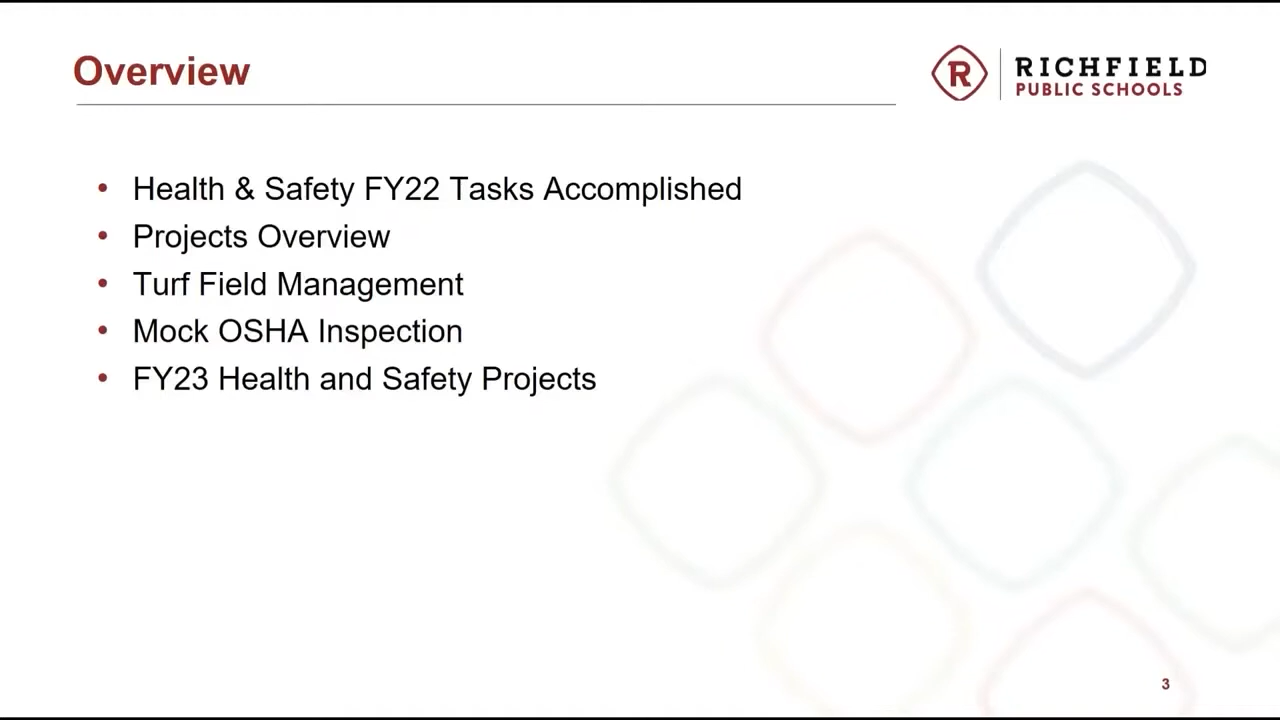 Overview
R
RICHFIELD
PUBLIC SCHOOLS
• Health & Safety FY22 Tasks Accomplished
• Projects Overview
• Turf Field Management
• Mock OSHA Inspection
• FY23 Health and Safety Projects
3